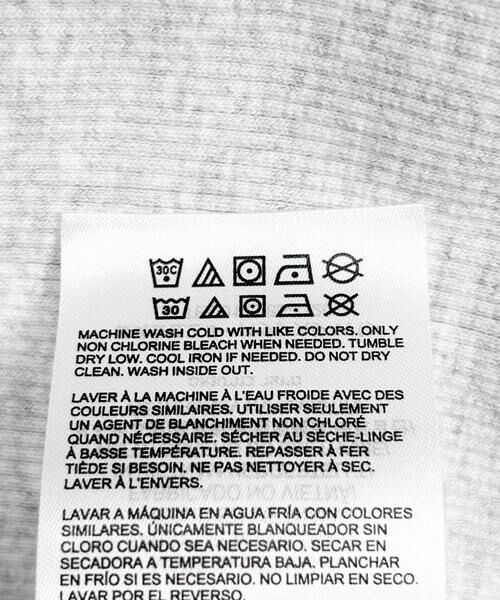 30C
30
MACHINE WASH COLD WITH LIKE COLORS. ONLY
NON CHLORINE BLEACH WHEN NEEDED. TUMBLE
DRY LOW. COOL IRON IF NEEDED. DO NOT DRY
CLEAN. WASH INSIDE OUT.
LAVER À LA MACHINE À L'EAU FROIDE AVEC DES
COULEURS SIMILAIRES. UTILISER SEULEMENT
UN AGENT DE BLANCHIMENT NON CHLORÉ
QUAND NÉCESSAIRE. SÉCHER AU SÈCHE-LINGE
À BASSE TEMPÉRATURE. REPASSER À FER
TIÈDE SI BESOIN. NE PAS NETTOYER À SEC.
LAVER À L'ENVERS.
FABRICADO NO VIETNÃ
LAVAR A MÁQUINA EN AGUA FRÍA CON COLORES
SIMILARES. ÚNICAMENTE BLANQUEADOR SIN
CLORO CUANDO SEA NECESARIO. SECAR EN
SECADORA A TEMPERATURA BAJA. PLANCHAR
EN FRÍO SI ES NECESARIO. NO LIMPIAR EN SECO.
LAVAR POR EL REVERSO.